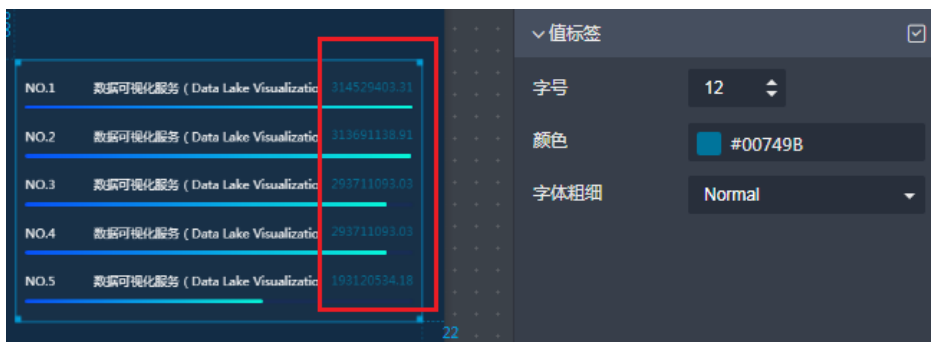 值标签
NO.1 数据可视化服务 ( Data Lake Visualizatio 314529403.31
字号 12
NO.2 数据可视化服务 ( Data Lake Visualizatio 313691138.91
颜色 #00749B
NO.3 数据可视化服务 ( Data Lake Visualizatio 293711093.03
字体粗细 Normal
NO.4 数据可视化服务 ( Data Lake Visualizatio 293711093.03
NO.5 数据可视化服务 ( Data Lake Visualizatio 193120534.18
22